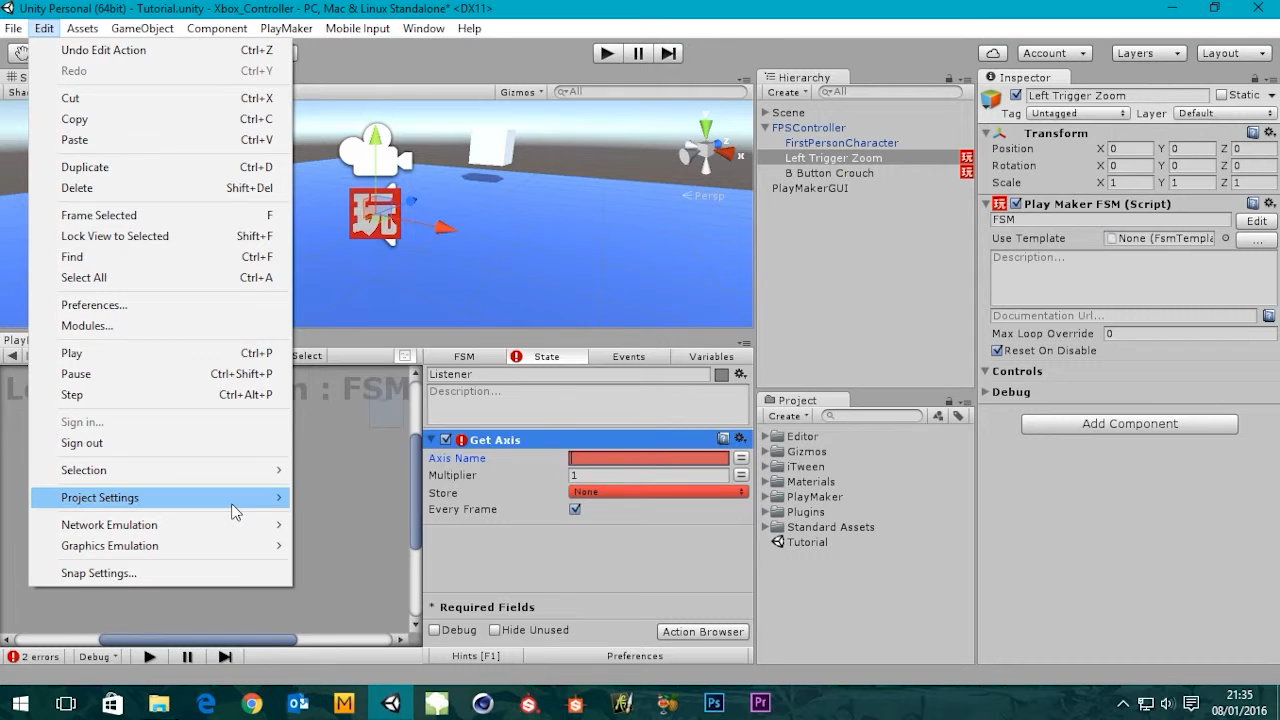 Unity Personal (64bit) - Tutorial.unity - Xbox_Controller - PC, Mac & Linux Standalone* <DX11>
File Edit Assets GameObject Component PlayMaker Mobile Input Window Help
Account Layers Layout
Undo Edit Action Ctrl+Z
Redo Ctrl+Y
Cut Ctrl+X
Copy Ctrl+C
Paste Ctrl+V
Duplicate Ctrl+D
Delete Shift+Del
Frame Selected F
Lock View to Selected Shift+F
Find Ctrl+F
Select All Ctrl+A
Preferences...
Modules...
Play Ctrl+P
Pause Ctrl+Shift+P
Step Ctrl+Alt+P
Sign in...
Sign out
Selection
Project Settings
Network Emulation
Graphics Emulation
Snap Settings...
Gizmos All
y
x
Persp
玩
Select
: FSM
2 errors Debug
FSM State Events Variables
Listener
Description...
Get Axis
Axis Name
Multiplier 1
Store None
Every Frame
* Required Fields
Debug Hide Unused Action Browser
Hints [F1] Preferences
Hierarchy
Create All
Scene
FPSController
FirstPersonCharacter
Left Trigger Zoom 玩
B Button Crouch 玩
PlayMakerGUI
Project
Create
Editor
Gizmos
iTween
Materials
PlayMaker
Plugins
Standard Assets
Tutorial
Inspector
Left Trigger Zoom Static
Tag Untagged Layer Default
Transform
Position X 0 Y 0 Z 0
Rotation X 0 Y 0 Z 0
Scale X 1 Y 1 Z 1
玩 Play Maker FSM (Script)
FSM Edit
Use Template None (FsmTempla ...
Description...
Documentation Url...
Max Loop Override 0
Reset On Disable
Controls
Debug
Add Component
21:35
08/01/2016